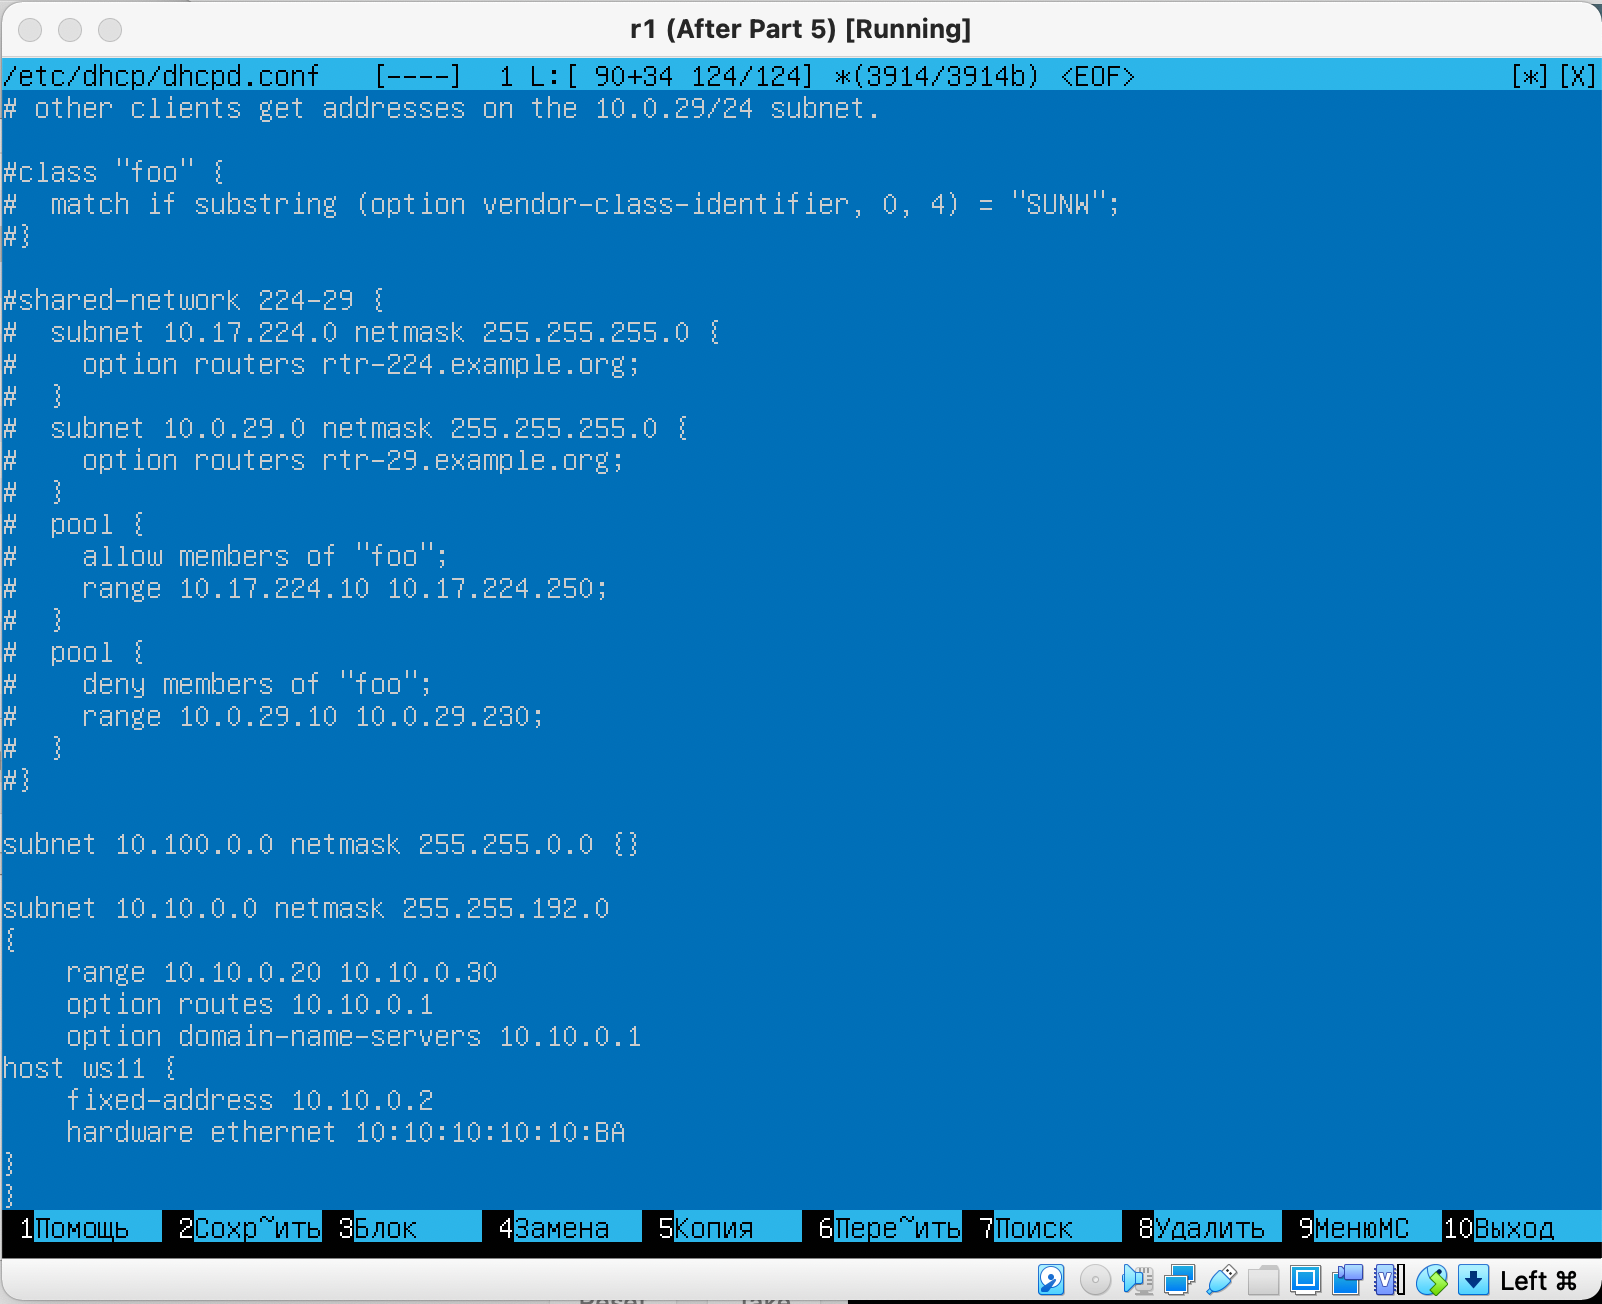 r1 (After Part 5) [Running]
/etc/dhcp/dhcpd.conf   [----]  1 L:[ 90+34 124/124] *(3914/3914b) <EOF>   [*][X]
# other clients get addresses on the 10.0.29/24 subnet.
#class "foo" {
#  match if substring (option vendor-class-identifier, 0, 4) = "SUNW";
#}
#shared-network 224-29 {
#  subnet 10.17.224.0 netmask 255.255.255.0 {
#    option routers rtr-224.example.org;
#  }
#  subnet 10.0.29.0 netmask 255.255.255.0 {
#    option routers rtr-29.example.org;
#  }
#  pool {
#    allow members of "foo";
#    range 10.17.224.10 10.17.224.250;
#  }
#  pool {
#    deny members of "foo";
#    range 10.0.29.10 10.0.29.230;
#  }
#}
subnet 10.100.0.0 netmask 255.255.0.0 {}
subnet 10.10.0.0 netmask 255.255.192.0
{
    range 10.10.0.20 10.10.0.30
    option routes 10.10.0.1
    option domain-name-servers 10.10.0.1
host ws11 {
    fixed-address 10.10.0.2
    hardware ethernet 10:10:10:10:10:BA
}
}
1Помощь 2Сохр~ить 3Блок 4Замена 5Копия 6Пере~ить 7Поиск 8Удалить 9МенюМС 10Выход
Left ⌘